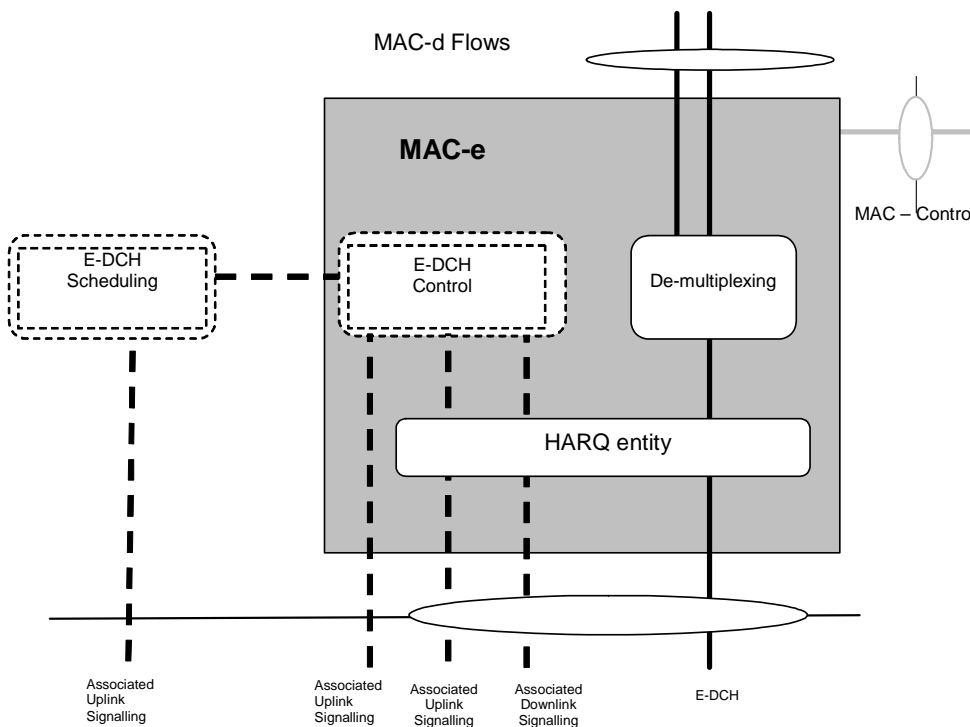 MAC-d Flows
MAC-e
MAC – Control
E-DCH
Scheduling
E-DCH
Control
De-multiplexing
HARQ entity
Associated
Uplink
Signalling
Associated
Uplink
Signalling
Associated
Uplink
Signalling
Associated
Downlink
Signalling
E-DCH